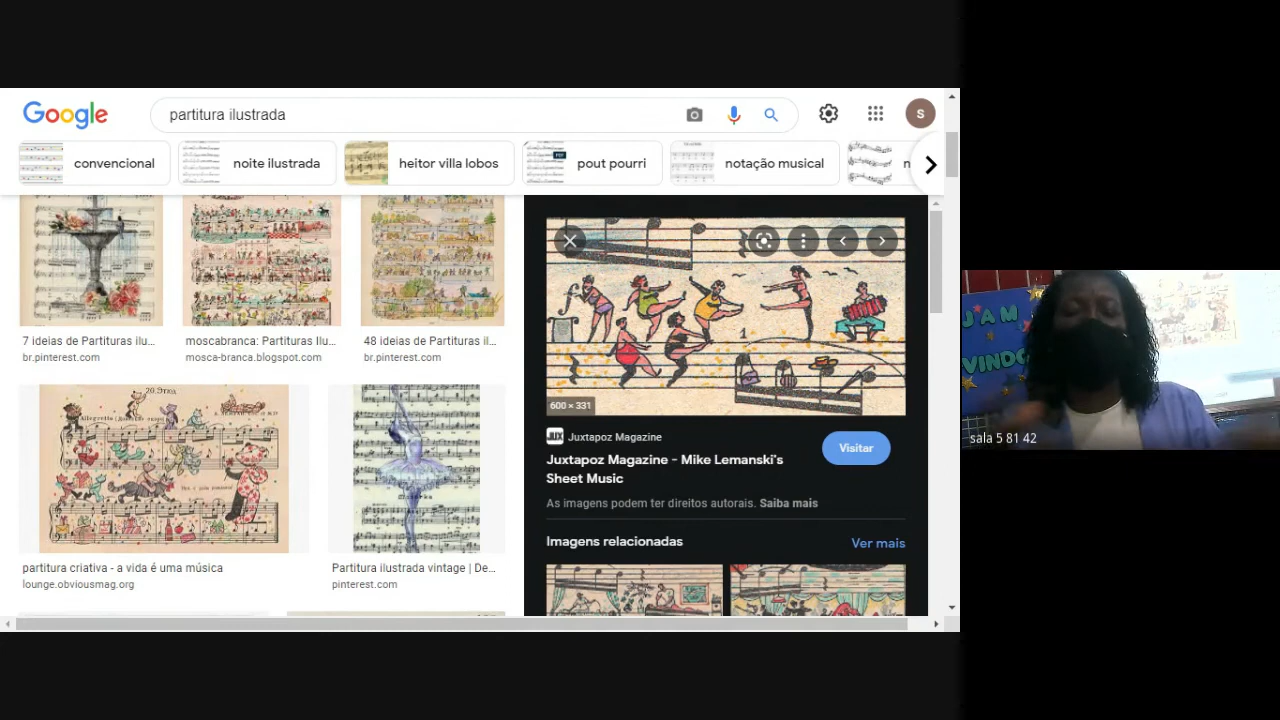 Google
partitura ilustrada
S
convencional
noite ilustrada
heitor villa lobos
pout pourri
notação musical
n
7 ideias de Partituras ilu...
br.pinterest.com
moscabranca: Partituras Ilu...
mosca-branca.blogspot.com
48 ideias de Partituras il...
br.pinterest.com
600 × 331
JUX
Juxtapoz Magazine
Juxtapoz Magazine - Mike Lemanski's
Sheet Music
Visitar
As imagens podem ter direitos autorais. Saiba mais
Imagens relacionadas
Ver mais
partitura criativa - a vida é uma música
lounge.obviousmag.org
Partitura ilustrada vintage | De...
pinterest.com
JAM
VINDO
sala 5 81 42